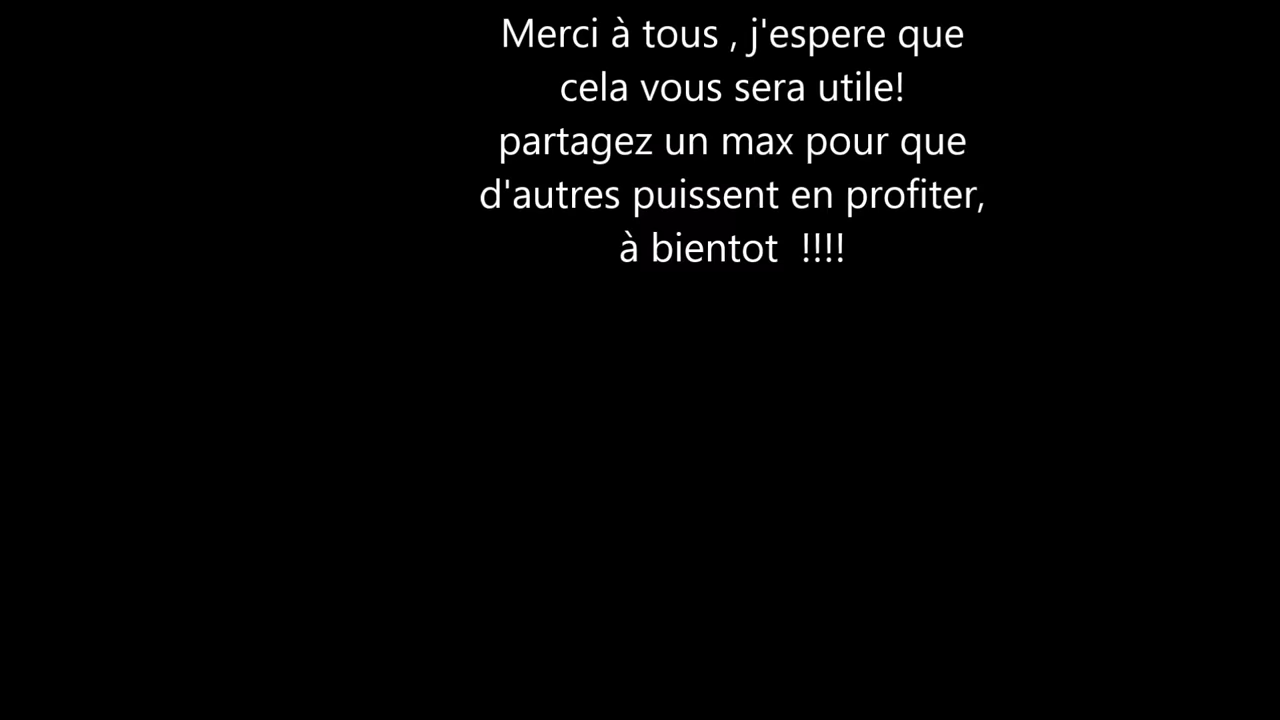 Merci à tous , j'espere que
cela vous sera utile!
partagez un max pour que
d'autres puissent en profiter,
à bientot  !!!!